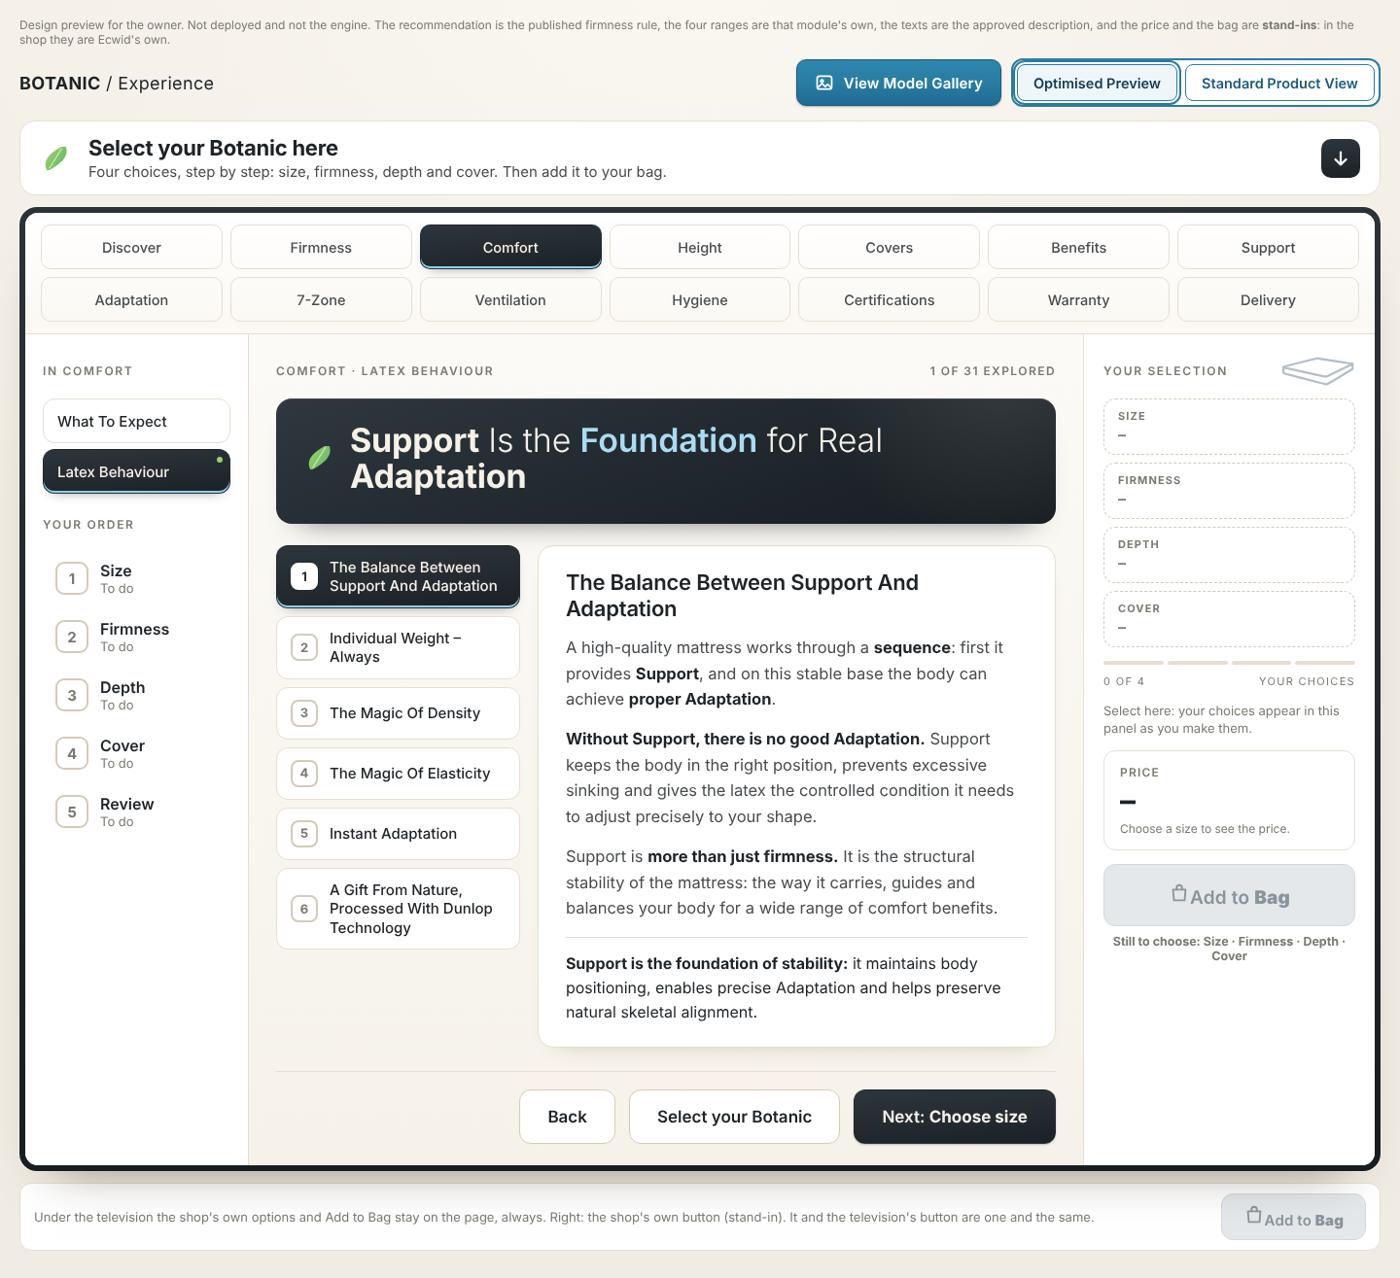 Design preview for the owner. Not deployed and not the engine. The recommendation is the published firmness rule, the four ranges are that module's own, the texts are the approved description, and the price and the bag are stand-ins: in the
shop they are Ecwid's own.
BOTANIC / Experience
View Model Gallery
Optimised Preview
Standard Product View
Select your Botanic here
Four choices, step by step: size, firmness, depth and cover. Then add it to your bag.
Discover
Firmness
Comfort
Height
Covers
Benefits
Support
Adaptation
7-Zone
Ventilation
Hygiene
Certifications
Warranty
Delivery
IN COMFORT
What To Expect
Latex Behaviour
YOUR ORDER
1
Size
To do
2
Firmness
To do
3
Depth
To do
4
Cover
To do
5
Review
To do
COMFORT · LATEX BEHAVIOUR
1 OF 31 EXPLORED
Support Is the Foundation for Real
Adaptation
1
The Balance Between
Support And Adaptation
2
Individual Weight –
Always
3
The Magic Of Density
4
The Magic Of Elasticity
5
Instant Adaptation
6
A Gift From Nature,
Processed With Dunlop
Technology
The Balance Between Support And
Adaptation
A high-quality mattress works through a sequence: first it
provides Support, and on this stable base the body can
achieve proper Adaptation.
Without Support, there is no good Adaptation. Support
keeps the body in the right position, prevents excessive
sinking and gives the latex the controlled condition it needs
to adjust precisely to your shape.
Support is more than just firmness. It is the structural
stability of the mattress: the way it carries, guides and
balances your body for a wide range of comfort benefits.
Support is the foundation of stability: it maintains body
positioning, enables precise Adaptation and helps preserve
natural skeletal alignment.
Back
Select your Botanic
Next: Choose size
YOUR SELECTION
SIZE
–
FIRMNESS
–
DEPTH
–
COVER
–
0 OF 4
YOUR CHOICES
Select here: your choices appear in this
panel as you make them.
PRICE
–
Choose a size to see the price.
Add to Bag
Still to choose: Size · Firmness · Depth ·
Cover
Under the television the shop's own options and Add to Bag stay on the page, always. Right: the shop's own button (stand-in). It and the television's button are one and the same.
Add to Bag